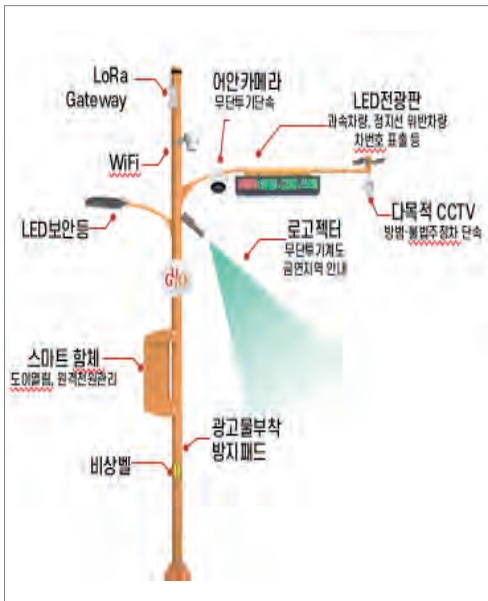 LoRa
Gateway
어안카메라
무단투기단속
LED전광판
과속차량, 정지선 위반차량
차번호 표출 등
WiFi
LED보안등
다목적 CCTV
방범·불법주정차 단속
로고젝터
무단투기계도
금연지역 안내
Glo
스마트 함체
도어열림, 원격전원관리
광고물부착
방지패드
비상벨